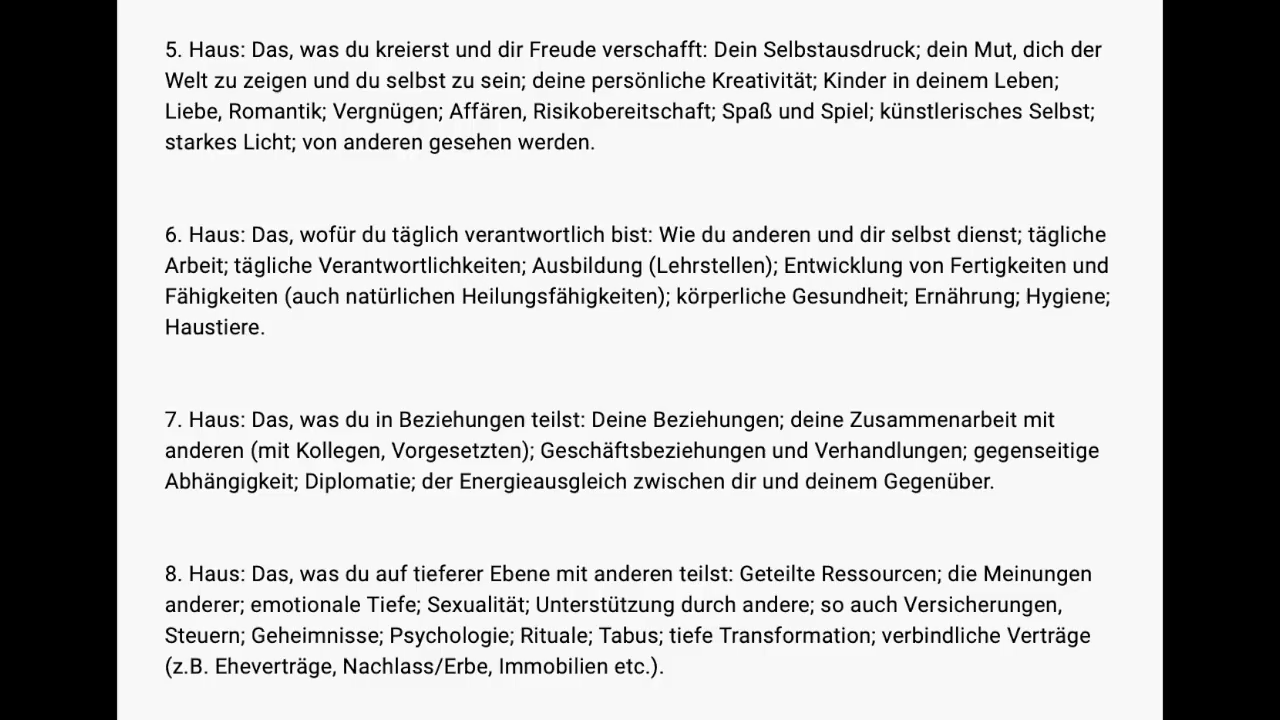 5. Haus: Das, was du kreierst und dir Freude verschafft: Dein Selbstausdruck; dein Mut, dich der
Welt zu zeigen und du selbst zu sein; deine persönliche Kreativität; Kinder in deinem Leben;
Liebe, Romantik; Vergnügen; Affären, Risikobereitschaft; Spaß und Spiel; künstlerisches Selbst;
starkes Licht; von anderen gesehen werden.
6. Haus: Das, wofür du täglich verantwortlich bist: Wie du anderen und dir selbst dienst; tägliche
Arbeit; tägliche Verantwortlichkeiten; Ausbildung (Lehrstellen); Entwicklung von Fertigkeiten und
Fähigkeiten (auch natürlichen Heilungsfähigkeiten); körperliche Gesundheit; Ernährung; Hygiene;
Haustiere.
7. Haus: Das, was du in Beziehungen teilst: Deine Beziehungen; deine Zusammenarbeit mit
anderen (mit Kollegen, Vorgesetzten); Geschäftsbeziehungen und Verhandlungen; gegenseitige
Abhängigkeit; Diplomatie; der Energieausgleich zwischen dir und deinem Gegenüber.
8. Haus: Das, was du auf tieferer Ebene mit anderen teilst: Geteilte Ressourcen; die Meinungen
anderer; emotionale Tiefe; Sexualität; Unterstützung durch andere; so auch Versicherungen,
Steuern; Geheimnisse; Psychologie; Rituale; Tabus; tiefe Transformation; verbindliche Verträge
(z.B. Eheverträge, Nachlass/Erbe, Immobilien etc.).